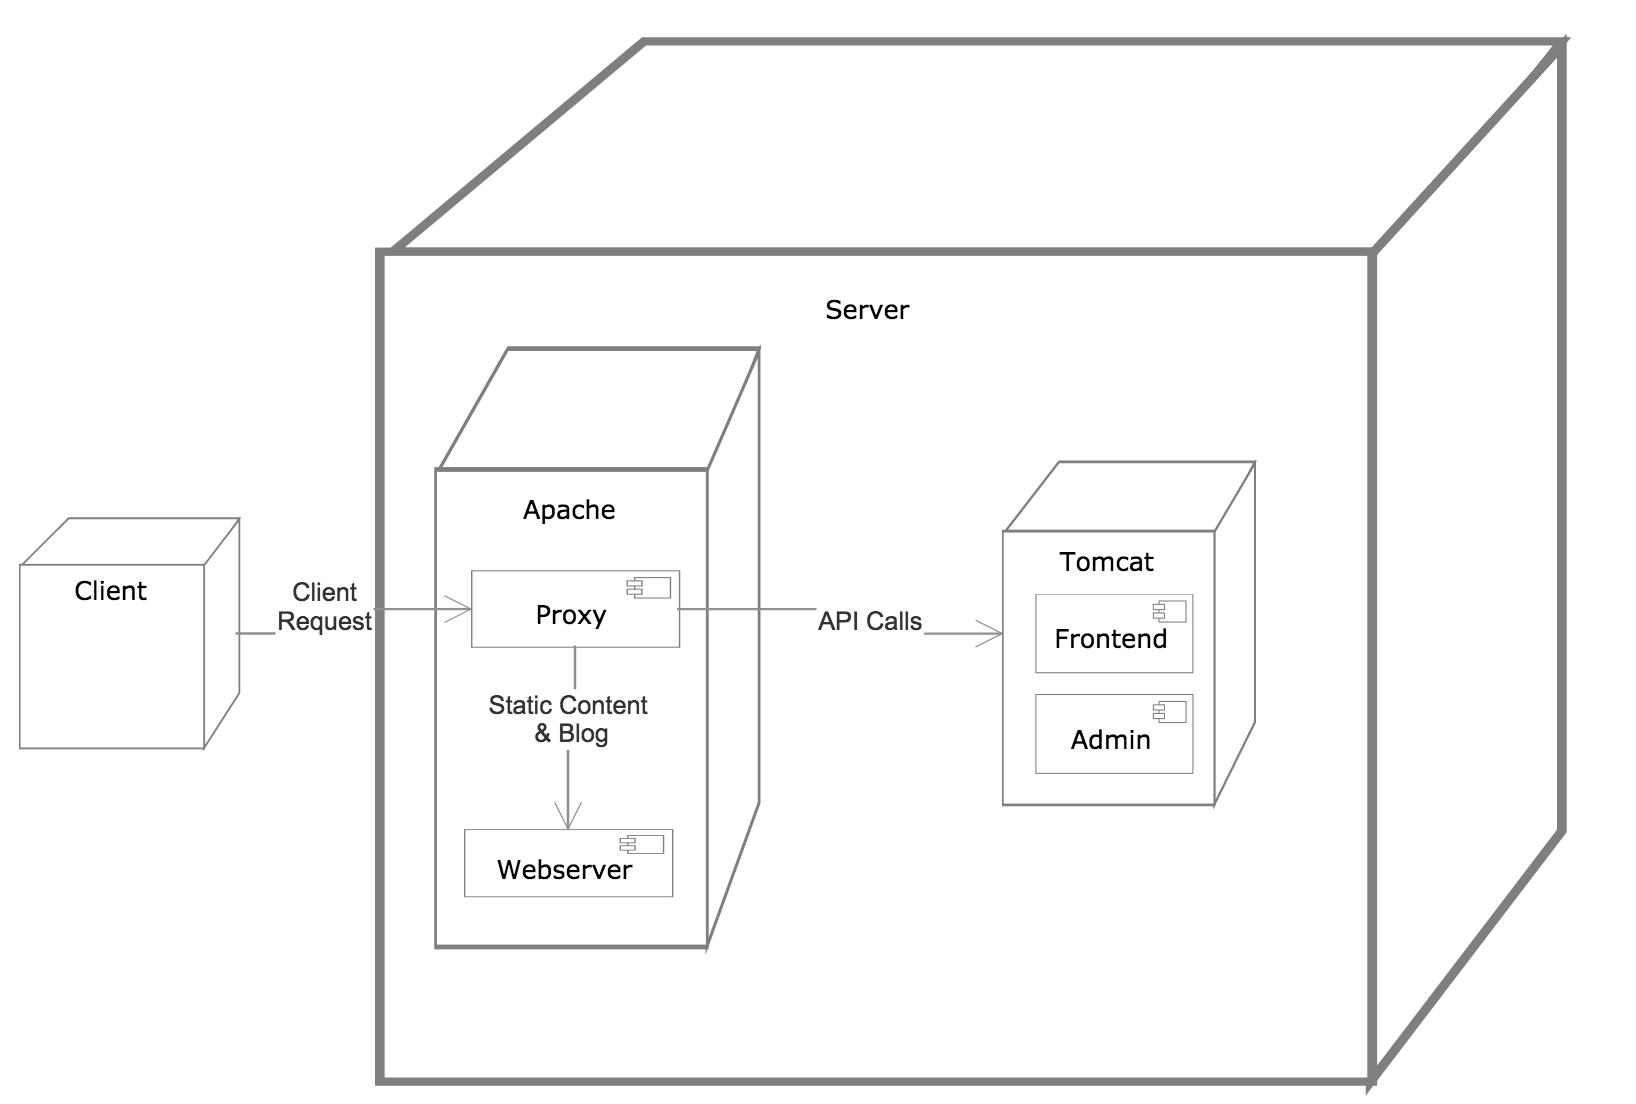 Server
Apache
Client
Client
Request
Proxy
API Calls
Tomcat
Frontend
Static Content
& Blog
Admin
Webserver